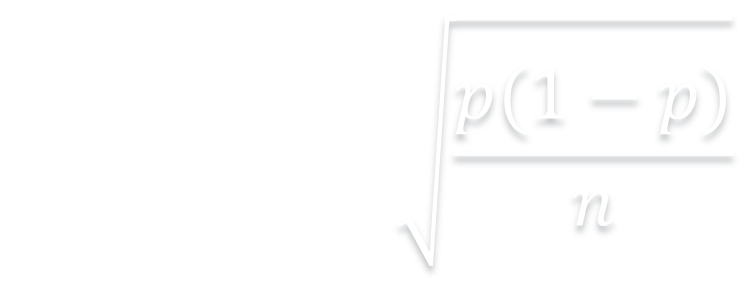 √(p(1 − p)/n)